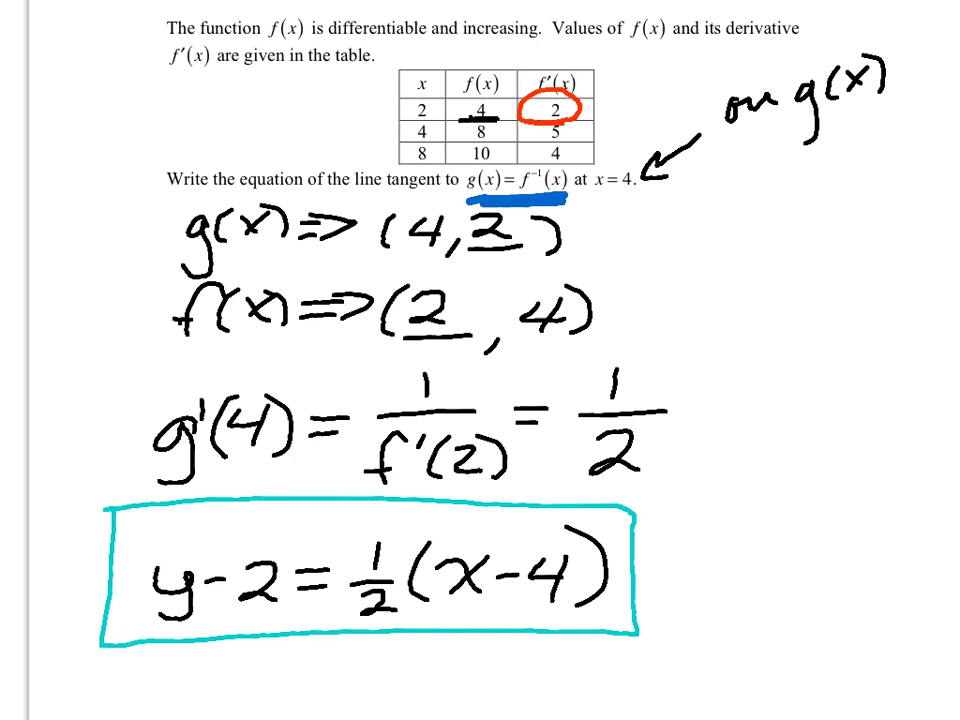 The function f(x) is differentiable and increasing. Values of f(x) and its derivative
f′(x) are given in the table.
x f(x) f′(x)
2 4 2
4 8 5
8 10 4
on g(x)
Write the equation of the line tangent to g(x) = f⁻¹(x) at x = 4.
g(x) ⇒ (4, 2)
f(x) ⇒ (2, 4)
g'(4) = 1/f'(2) = 1/2
y - 2 = 1/2 (x - 4)